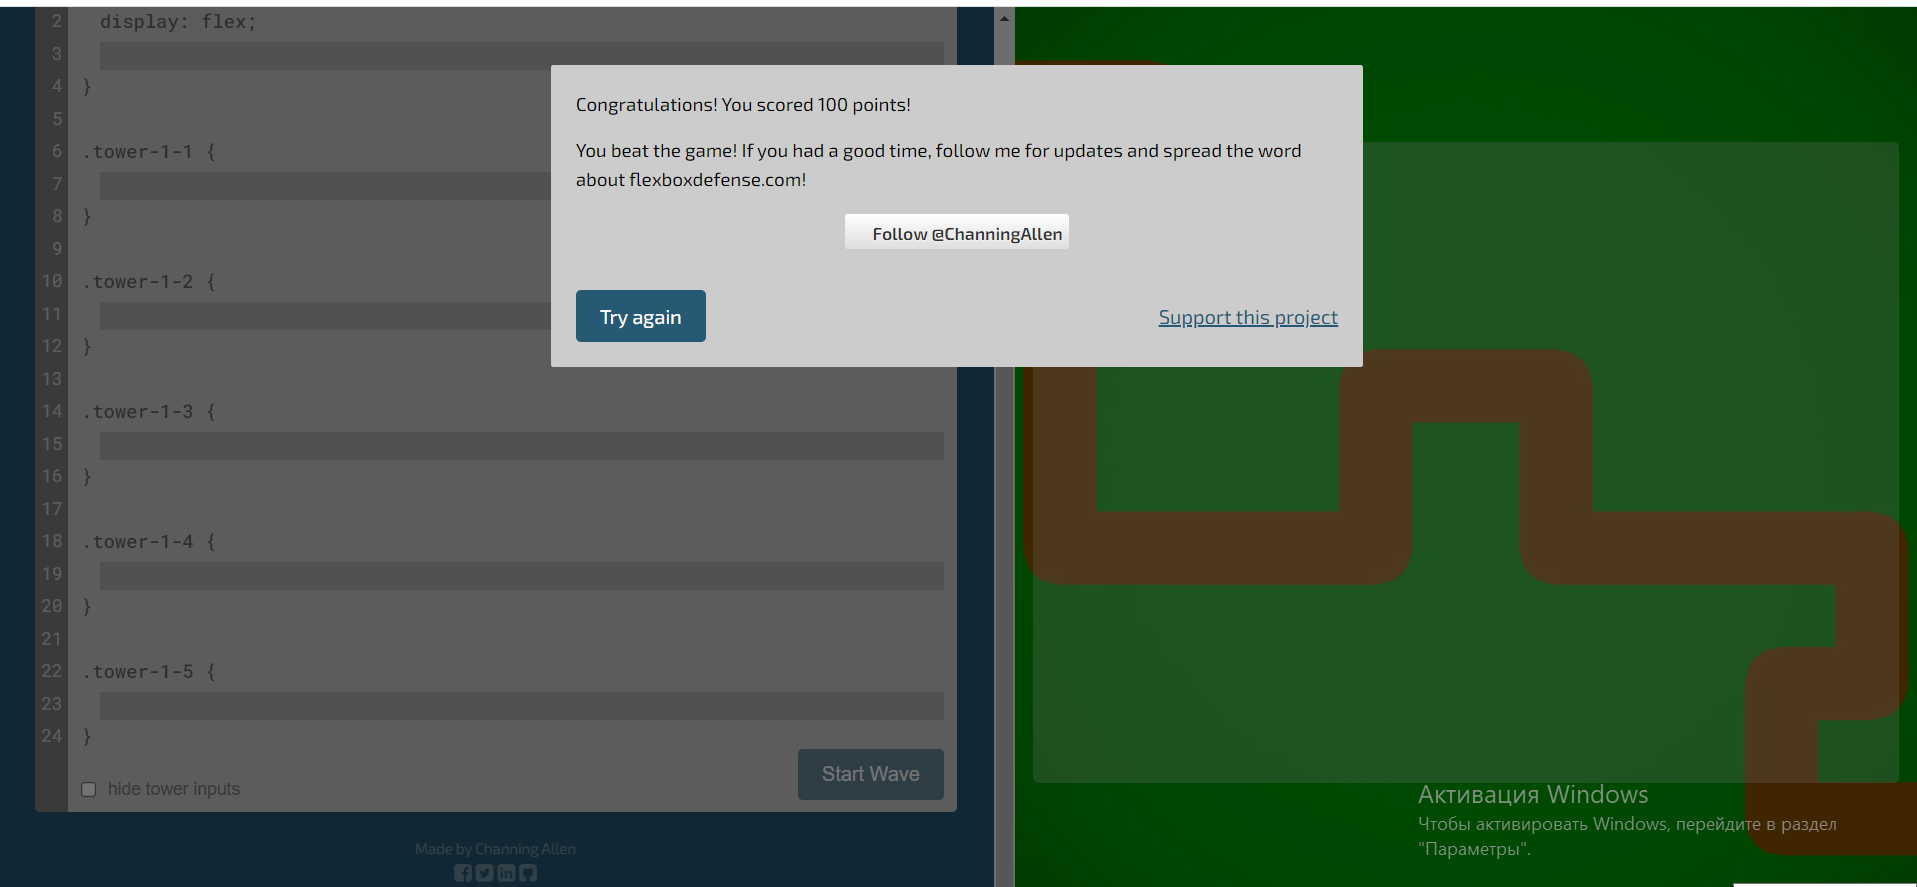 2 display: flex;
3
4 }
5
6 .tower-1-1 {
7
8 }
9
10 .tower-1-2 {
11
12 }
13
14 .tower-1-3 {
15
16 }
17
18 .tower-1-4 {
19
20 }
21
22 .tower-1-5 {
23
24 }
hide tower inputs
Start Wave
Made by Channing Allen
Congratulations! You scored 100 points!
You beat the game! If you had a good time, follow me for updates and spread the word
about flexboxdefense.com!
Follow @ChanningAllen
Try again
Support this project
Активация Windows
Чтобы активировать Windows, перейдите в раздел
"Параметры".